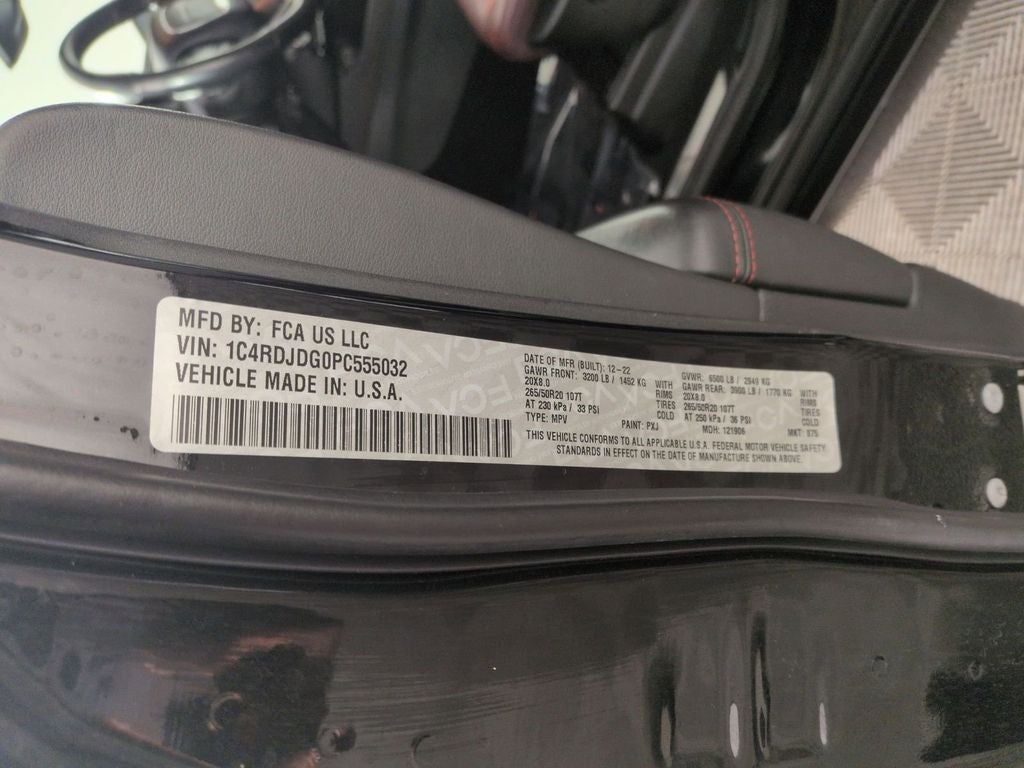 MFD BY: FCA US LLC
VIN: 1C4RDJDG0PC555032
VEHICLE MADE IN: U.S.A.
DATE OF MFR (BUILT): 12-22 GVWR: 6500 LB / 2949 KG
GAWR FRONT: 3200 LB / 1452 KG WITH GAWR REAR: 3900 LB / 1770 KG WITH
20X8.0 RIMS 20X8.0 RIMS
265/50R20 107T TIRES 265/50R20 107T TIRES
AT 230 kPa / 33 PSI COLD AT 250 kPa / 36 PSI COLD
TYPE: MPV PAINT: PXJ MDH: 121906 MKT:
THIS VEHICLE CONFORMS TO ALL APPLICABLE U.S.A. FEDERAL MOTOR VEHICLE SAFETY
STANDARDS IN EFFECT ON THE DATE OF MANUFACTURE SHOWN ABOVE.